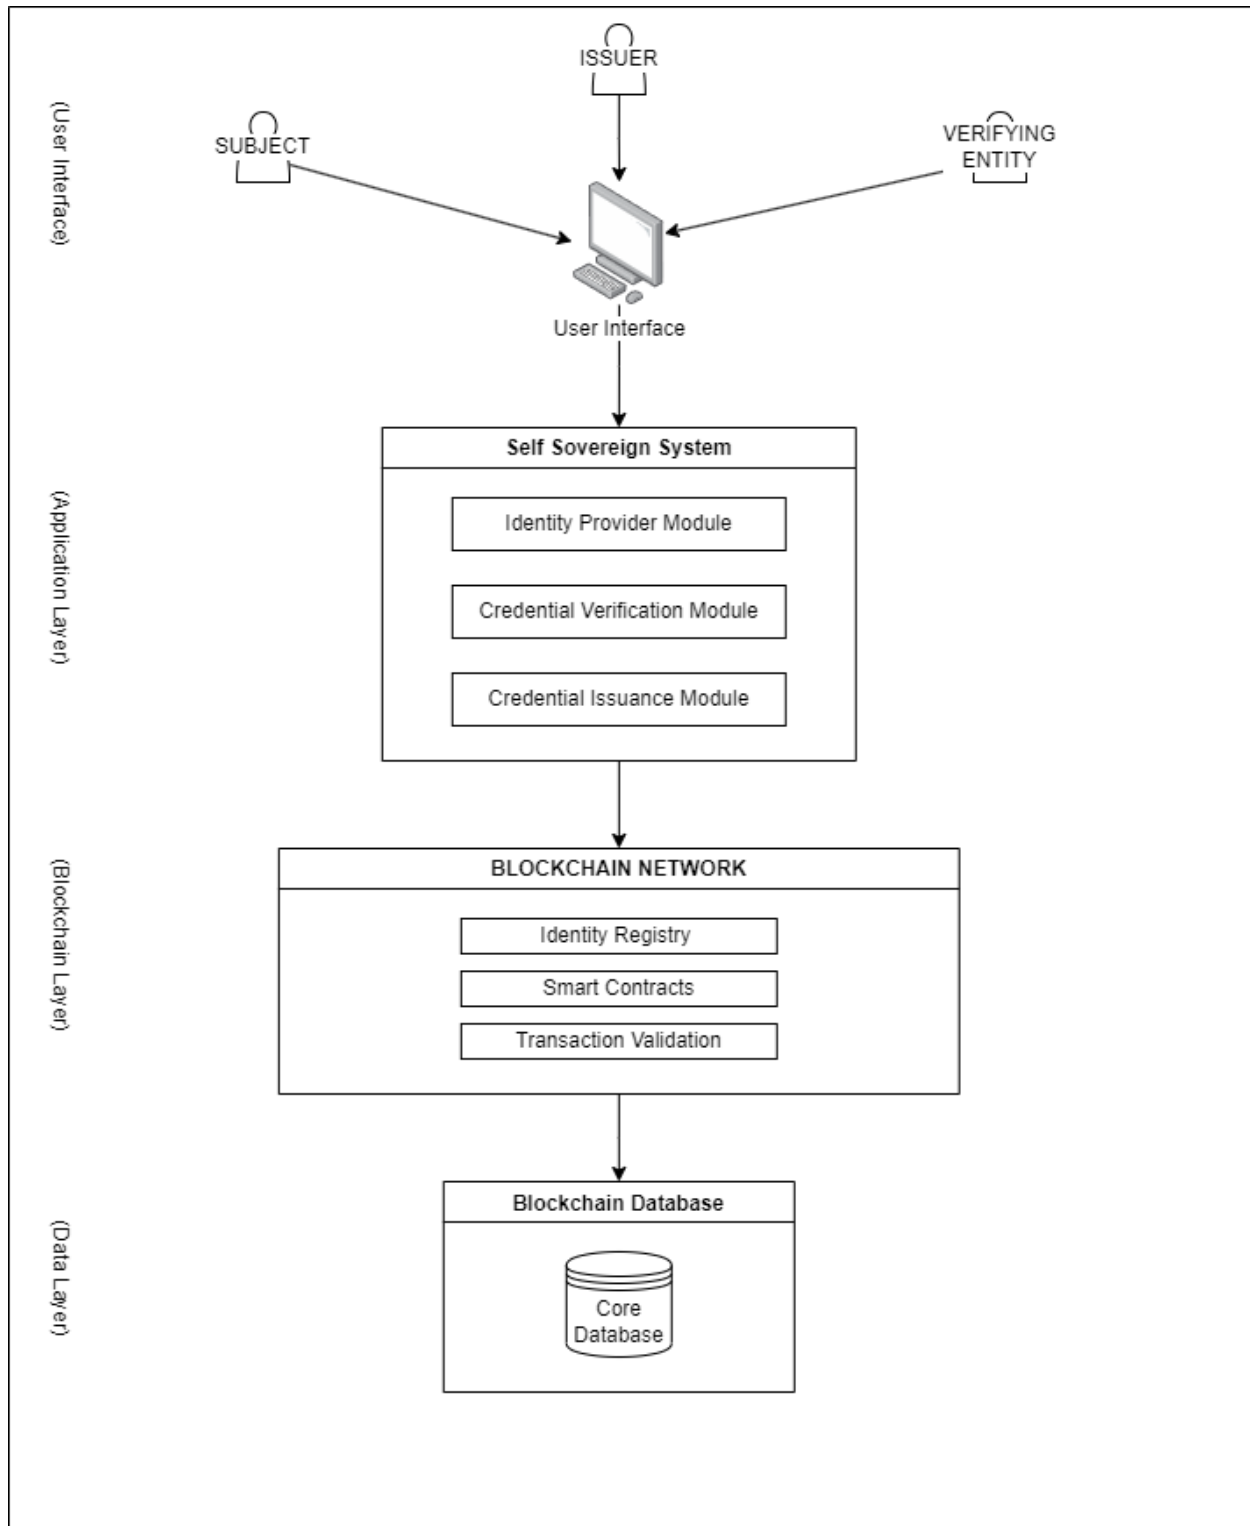 ISSUER
SUBJECT
VERIFYING
ENTITY
(User Interface)
User Interface
Self Sovereign System
Identity Provider Module
(Application Layer)
Credential Verification Module
Credential Issuance Module
BLOCKCHAIN NETWORK
(Blockchain Layer)
Identity Registry
Smart Contracts
Transaction Validation
Blockchain Database
(Data Layer)
Core
Database